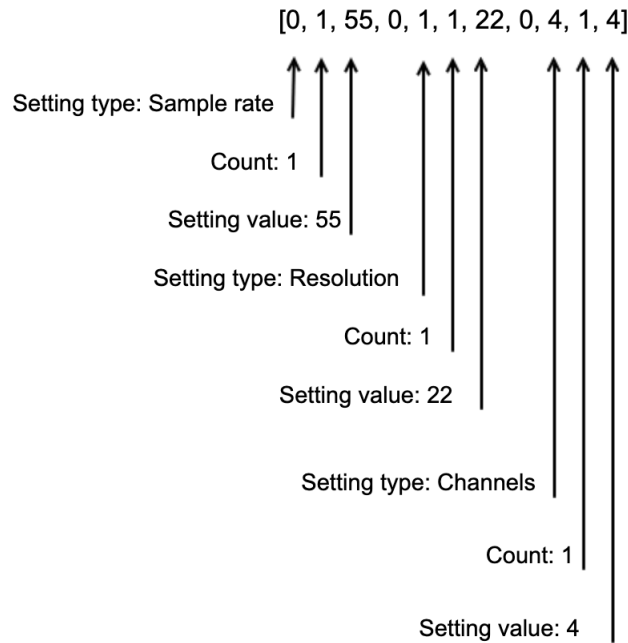 [0, 1, 55, 0, 1, 1, 22, 0, 4, 1, 4]
Setting type: Sample rate
Count: 1
Setting value: 55
Setting type: Resolution
Count: 1
Setting value: 22
Setting type: Channels
Count: 1
Setting value: 4